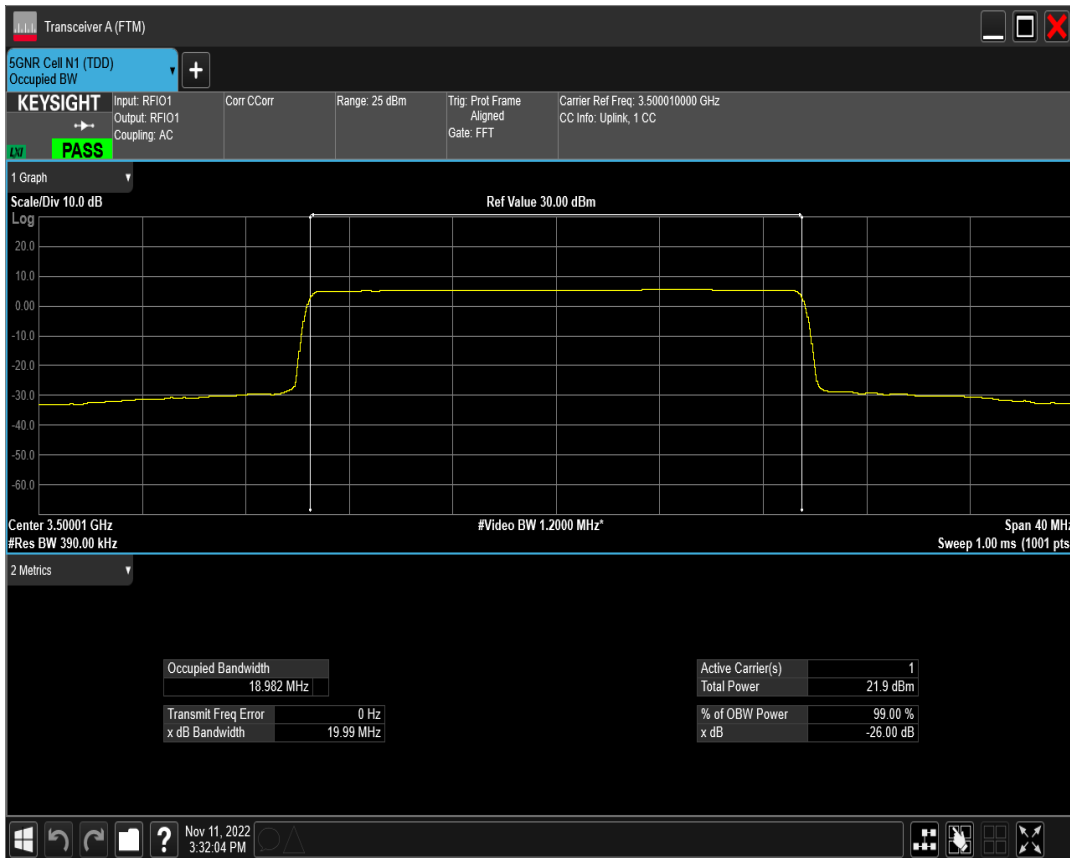 Transceiver A (FTM)
5GNR Cell N1 (TDD)
Occupied BW
+
KEYSIGHT
LXI
PASS
Input: RFIO1
Output: RFIO1
Coupling: AC
Corr CCorr
Range: 25 dBm
Trig: Prot Frame
Aligned
Gate: FFT
Carrier Ref Freq: 3.500010000 GHz
CC Info: Uplink, 1 CC
1 Graph
Scale/Div 10.0 dB
Ref Value 30.00 dBm
Log
20.0
10.0
0.00
-10.0
-20.0
-30.0
-40.0
-50.0
-60.0
Center 3.50001 GHz
#Video BW 1.2000 MHz*
Span 40 MHz
#Res BW 390.00 kHz
Sweep 1.00 ms (1001 pts
2 Metrics
Occupied Bandwidth
18.982 MHz
Transmit Freq Error 0 Hz
x dB Bandwidth 19.99 MHz
Active Carrier(s) 1
Total Power 21.9 dBm
% of OBW Power 99.00 %
x dB -26.00 dB
?
Nov 11, 2022
3:32:04 PM